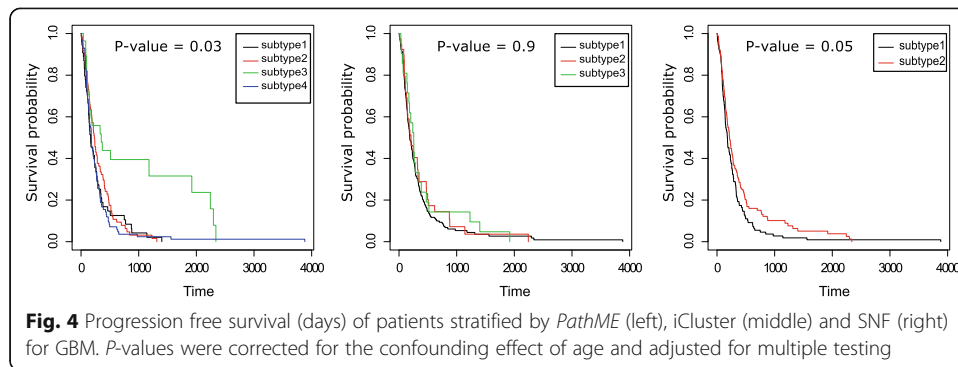 P-value = 0.03
subtype1
subtype2
subtype3
subtype4
Survival probability
0.0 0.2 0.4 0.6 0.8 1.0
0 1000 2000 3000 4000
Time
P-value = 0.9
subtype1
subtype2
subtype3
Survival probability
0.0 0.2 0.4 0.6 0.8 1.0
0 1000 2000 3000 4000
Time
P-value = 0.05
subtype1
subtype2
Survival probability
0.0 0.2 0.4 0.6 0.8 1.0
0 1000 2000 3000 4000
Time
Fig. 4 Progression free survival (days) of patients stratified by PathME (left), iCluster (middle) and SNF (right)
for GBM. P-values were corrected for the confounding effect of age and adjusted for multiple testing